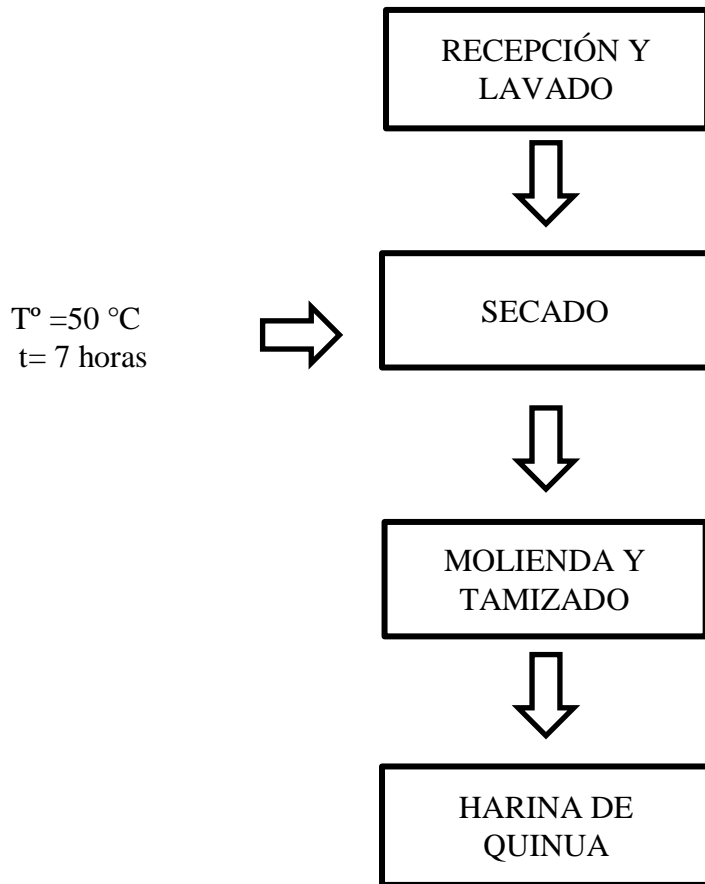 RECEPCIÓN Y
LAVADO
Tº =50 °C
t= 7 horas
SECADO
MOLIENDA Y
TAMIZADO
HARINA DE
QUINUA